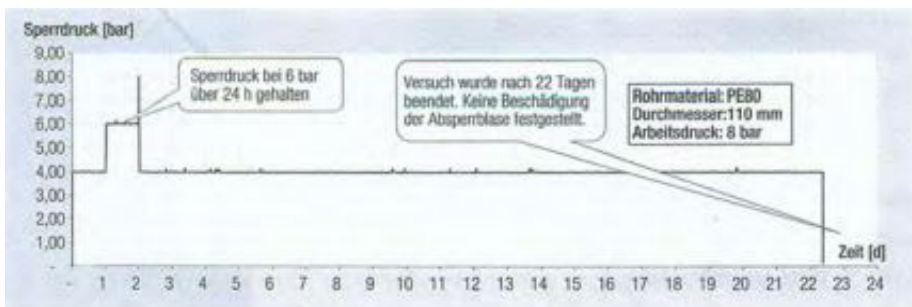 Sperrdruck [bar]
9,00
8,00
7,00
6,00
5,00
4,00
3,00
2,00
1,00
-
Sperrdruck bei 6 bar
über 24 h gehalten
Versuch wurde nach 22 Tagen
beendet. Keine Beschädigung
der Absperrblase festgestellt.
Rohrmaterial: PE80
Durchmesser:110 mm
Arbeitsdruck: 8 bar
Zeit [d]
- 1 2 3 4 5 6 7 8 9 10 11 12 13 14 15 16 17 18 19 20 21 22 23 24